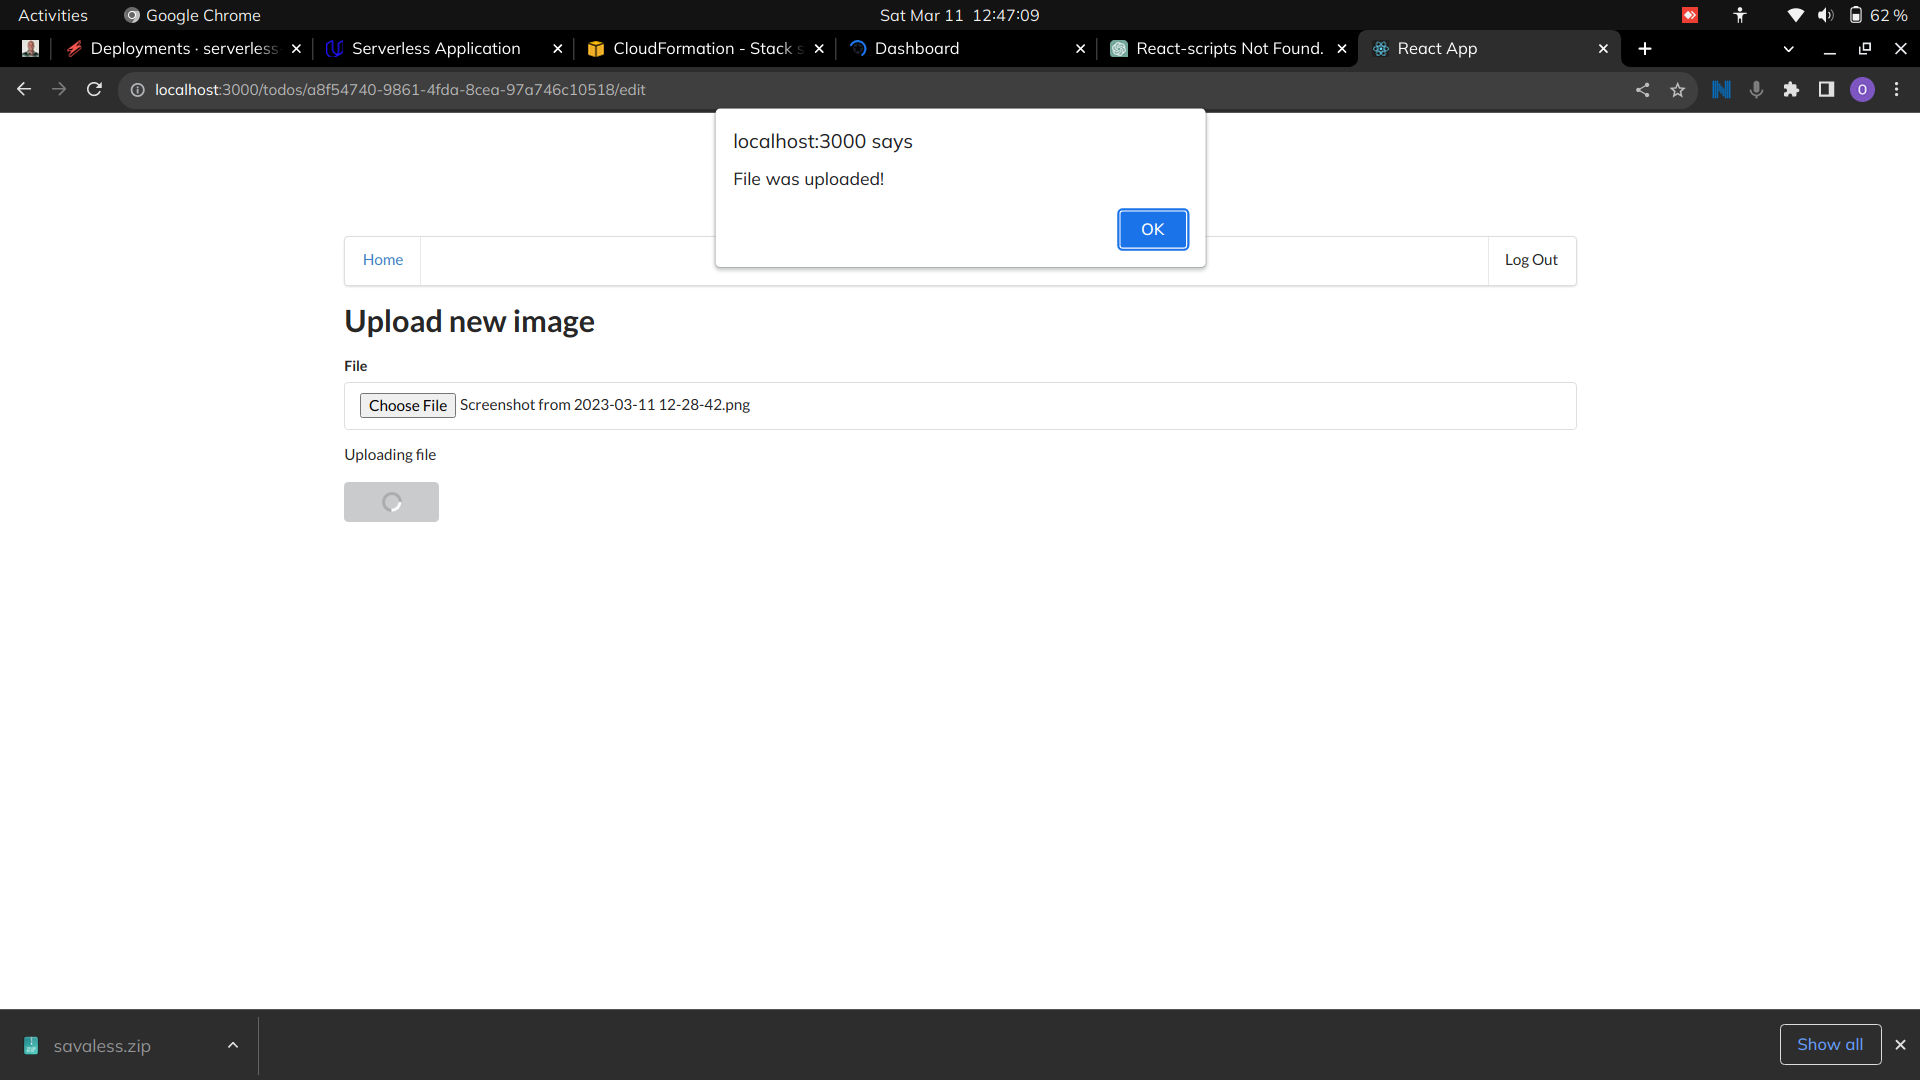 Activities Google Chrome Sat Mar 11 12:47:09 62 %
Deployments · serverless Serverless Application CloudFormation - Stack s Dashboard React-scripts Not Found. React App
localhost:3000/todos/a8f54740-9861-4fda-8cea-97a746c10518/edit O
localhost:3000 says
File was uploaded!
OK
Home Log Out
Upload new image
File
Choose File Screenshot from 2023-03-11 12-28-42.png
Uploading file
savaless.zip Show all